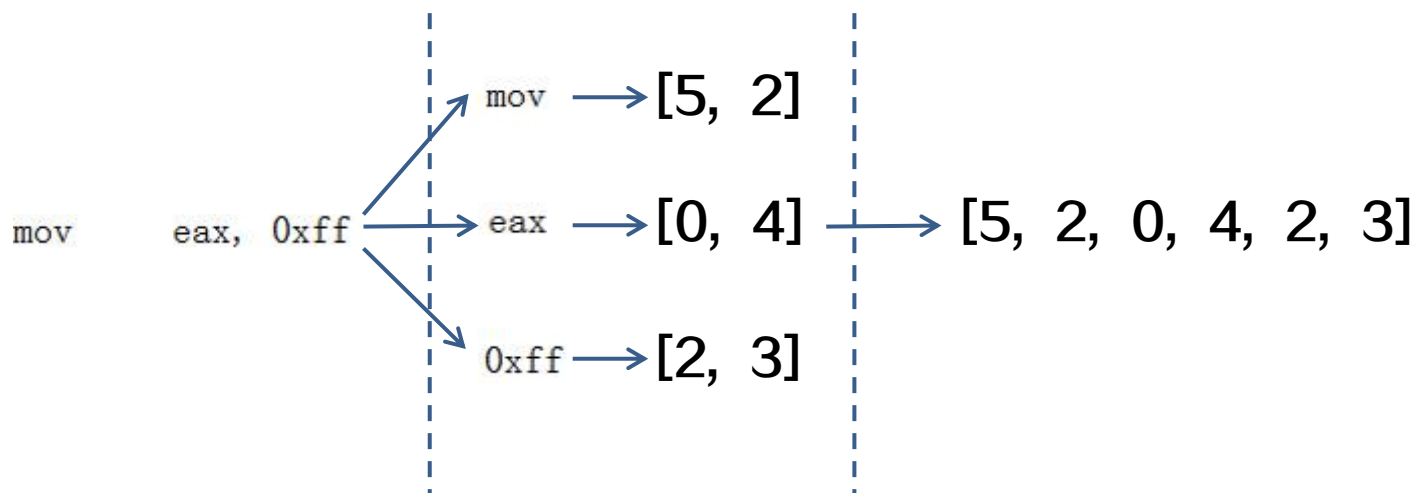 mov eax, 0xff
mov [5, 2]
eax [0, 4]
0xff [2, 3]
[5, 2, 0, 4, 2, 3]